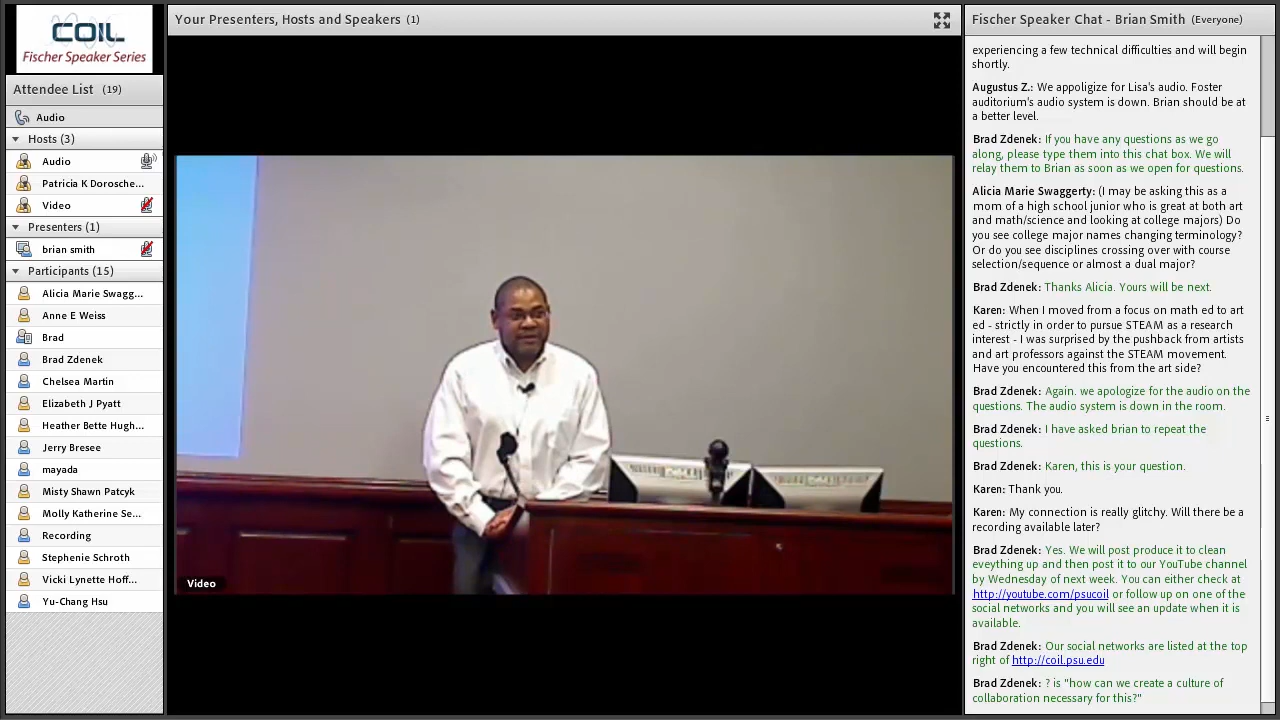 COIL
Fischer Speaker Series
Attendee List (19)
Audio
Hosts (3)
Audio
Patricia K Dorosche...
Video
Presenters (1)
brian smith
Participants (15)
Alicia Marie Swagg...
Anne E Weiss
Brad
Brad Zdenek
Chelsea Martin
Elizabeth J Pyatt
Heather Bette Hugh...
Jerry Bresee
mayada
Misty Shawn Patcyk
Molly Katherine Se...
Recording
Stephenie Schroth
Vicki Lynette Hoff...
Yu-Chang Hsu
Your Presenters, Hosts and Speakers (1)
Video
Fischer Speaker Chat - Brian Smith (Everyone)
experiencing a few technical difficulties and will begin
shortly.
Augustus Z.: We appoligize for Lisa's audio. Foster
auditorium's audio system is down. Brian should be at
a better level.
Brad Zdenek: If you have any questions as we go
along, please type them into this chat box. We will
relay them to Brian as soon as we open for questions.
Alicia Marie Swaggerty: (I may be asking this as a
mom of a high school junior who is great at both art
and math/science and looking at college majors) Do
you see college major names changing terminology?
Or do you see disciplines crossing over with course
selection/sequence or almost a dual major?
Brad Zdenek: Thanks Alicia. Yours will be next.
Karen: When I moved from a focus on math ed to art
ed - strictly in order to pursue STEAM as a research
interest - I was surprised by the pushback from artists
and art professors against the STEAM movement.
Have you encountered this from the art side?
Brad Zdenek: Again. we apologize for the audio on the
questions. The audio system is down in the room.
Brad Zdenek: I have asked brian to repeat the
questions.
Brad Zdenek: Karen, this is your question.
Karen: Thank you.
Karen: My connection is really glitchy. Will there be a
recording available later?
Brad Zdenek: Yes. We will post produce it to clean
eveything up and then post it to our YouTube channel
by Wednesday of next week. You can either check at
http://youtube.com/psucoil or follow up on one of the
social networks and you will see an update when it is
available.
Brad Zdenek: Our social networks are listed at the top
right of http://coil.psu.edu
Brad Zdenek: ? is "how can we create a culture of
collaboration necessary for this?"